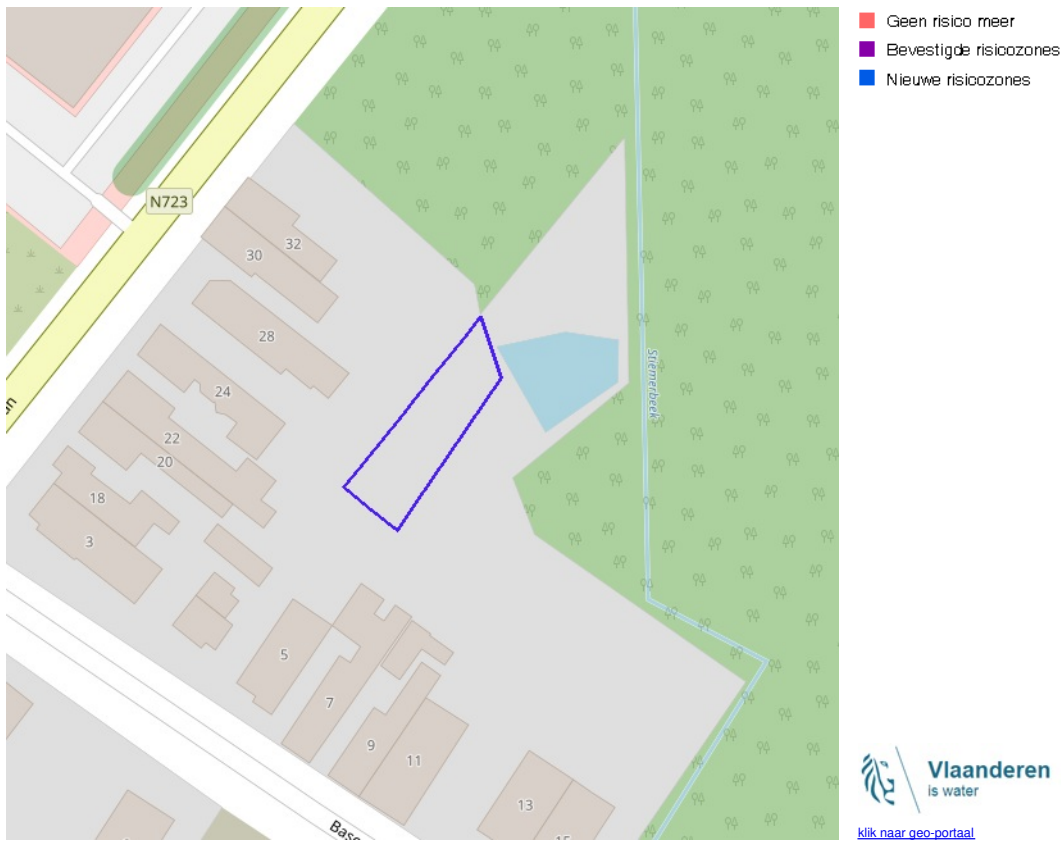 Geen risico meer
Bevestigde risicozones
Nieuwe risicozones
N723
32
30
28
24
22
20
18
3
5
7
9
11
13
Stiemerbeek
Vlaanderen
is water
klik naar geo-portaal